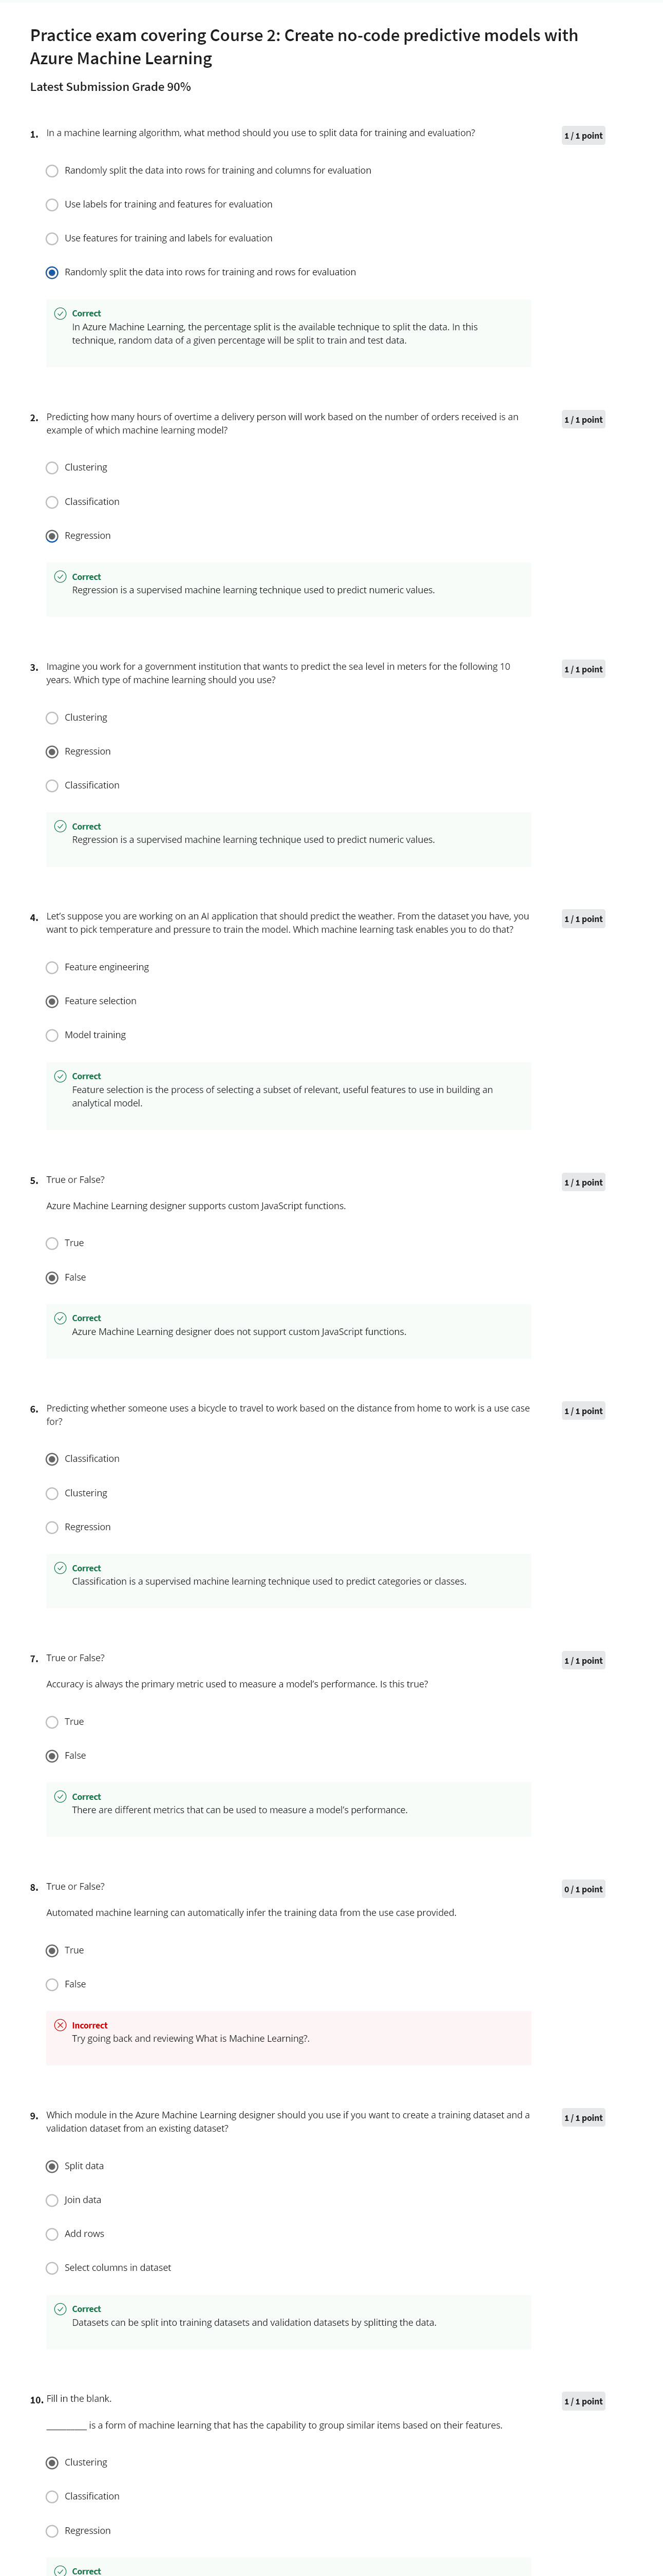 Practice exam covering Course 2: Create no-code predictive models with
Azure Machine Learning
Latest Submission Grade 90%
1. In a machine learning algorithm, what method should you use to split data for training and evaluation? 1 / 1 point
Randomly split the data into rows for training and columns for evaluation
Use labels for training and features for evaluation
Use features for training and labels for evaluation
Randomly split the data into rows for training and rows for evaluation
Correct
In Azure Machine Learning, the percentage split is the available technique to split the data. In this
technique, random data of a given percentage will be split to train and test data.
2. Predicting how many hours of overtime a delivery person will work based on the number of orders received is an 1 / 1 point
example of which machine learning model?
Clustering
Classification
Regression
Correct
Regression is a supervised machine learning technique used to predict numeric values.
3. Imagine you work for a government institution that wants to predict the sea level in meters for the following 10 1 / 1 point
years. Which type of machine learning should you use?
Clustering
Regression
Classification
Correct
Regression is a supervised machine learning technique used to predict numeric values.
4. Let's suppose you are working on an AI application that should predict the weather. From the dataset you have, you 1 / 1 point
want to pick temperature and pressure to train the model. Which machine learning task enables you to do that?
Feature engineering
Feature selection
Model training
Correct
Feature selection is the process of selecting a subset of relevant, useful features to use in building an
analytical model.
5. True or False? 1 / 1 point
Azure Machine Learning designer supports custom JavaScript functions.
True
False
Correct
Azure Machine Learning designer does not support custom JavaScript functions.
6. Predicting whether someone uses a bicycle to travel to work based on the distance from home to work is a use case 1 / 1 point
for?
Classification
Clustering
Regression
Correct
Classification is a supervised machine learning technique used to predict categories or classes.
7. True or False? 1 / 1 point
Accuracy is always the primary metric used to measure a model's performance. Is this true?
True
False
Correct
There are different metrics that can be used to measure a model's performance.
8. True or False? 0 / 1 point
Automated machine learning can automatically infer the training data from the use case provided.
True
False
Incorrect
Try going back and reviewing What is Machine Learning?.
9. Which module in the Azure Machine Learning designer should you use if you want to create a training dataset and a 1 / 1 point
validation dataset from an existing dataset?
Split data
Join data
Add rows
Select columns in dataset
Correct
Datasets can be split into training datasets and validation datasets by splitting the data.
10. Fill in the blank. 1 / 1 point
_________ is a form of machine learning that has the capability to group similar items based on their features.
Clustering
Classification
Regression
Correct